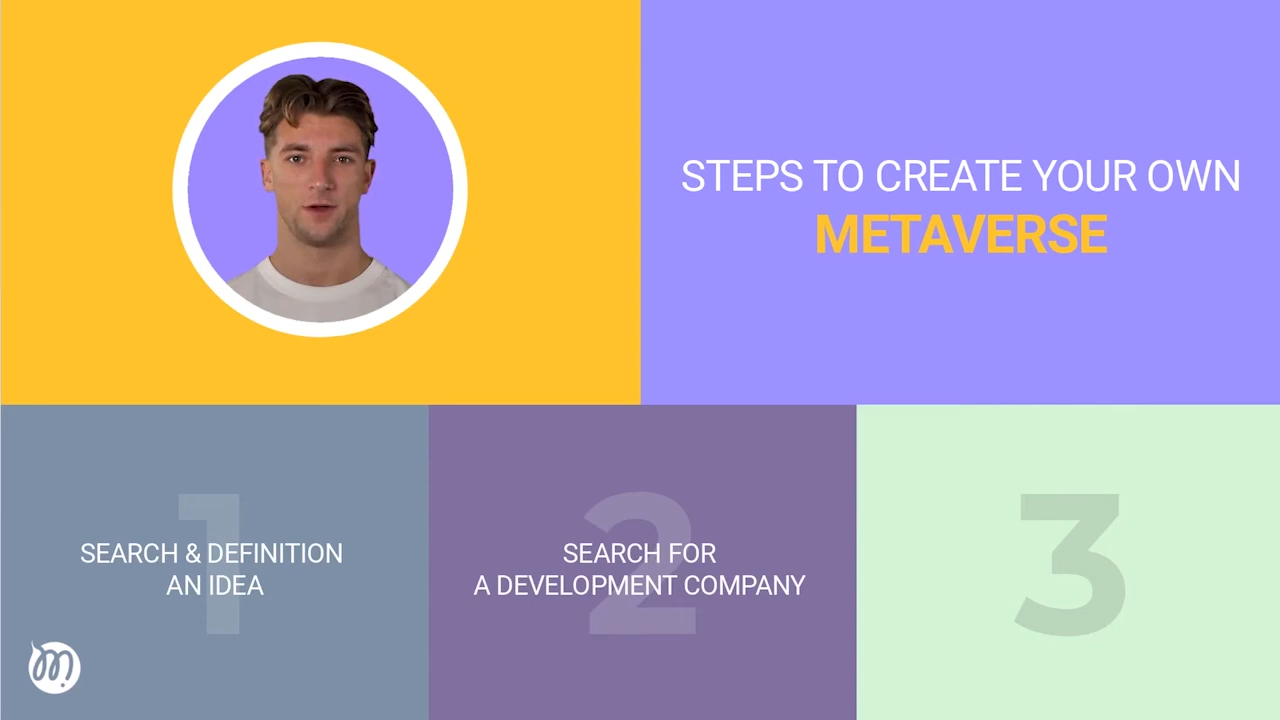 STEPS TO CREATE YOUR OWN
METAVERSE
1
SEARCH & DEFINITION
AN IDEA
2
SEARCH FOR
A DEVELOPMENT COMPANY
3
m